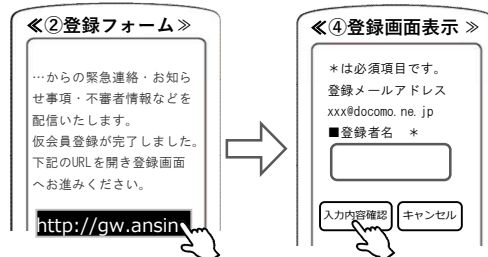 ≪②登録フォーム≫
…からの緊急連絡・お知ら
せ事項・不審者情報などを
配信いたします。
仮会員登録が完了しました。
下記のURLを開き登録画面
へお進みください。
http://gw.ansin
≪④登録画面表示 ≫
＊は必須項目です。
登録メールアドレス
xxx@docomo.ne.jp
■登録者名　＊
入力内容確認
キャンセル